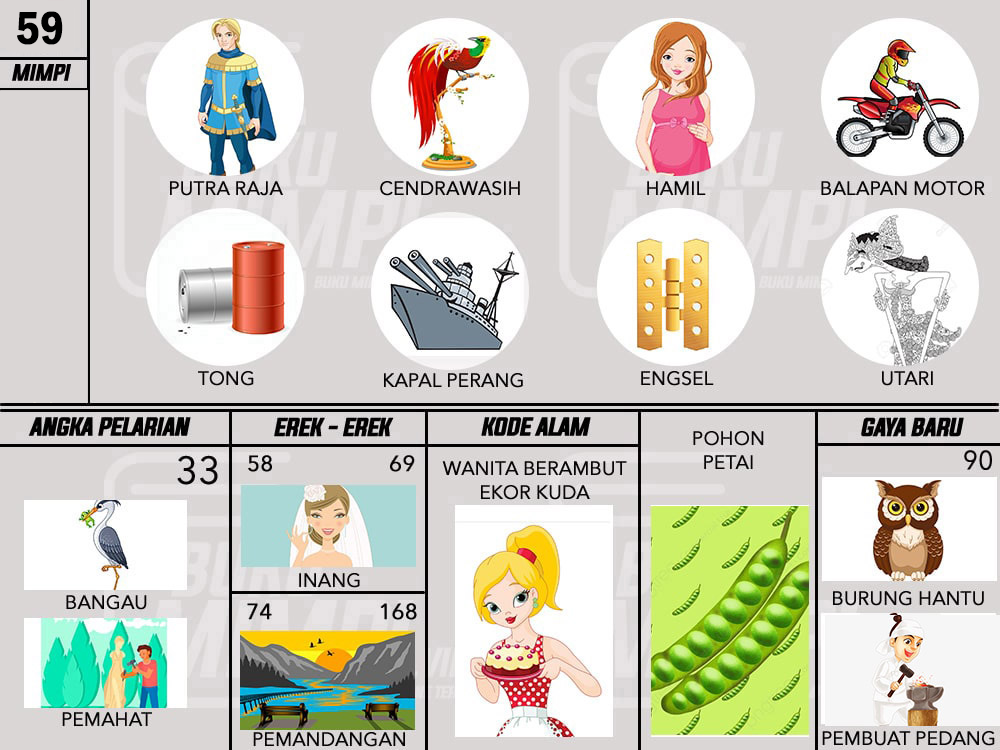 59
MIMPI
PUTRA RAJA
CENDRAWASIH
HAMIL
BALAPAN MOTOR
TONG
KAPAL PERANG
ENGSEL
UTARI
ANGKA PELARIAN
33
BANGAU
PEMAHAT
EREK - EREK
58 69
INANG
74 168
PEMANDANGAN
KODE ALAM
WANITA BERAMBUT
EKOR KUDA
POHON
PETAI
GAYA BARU
90
BURUNG HANTU
PEMBUAT PEDANG
BUKU
MIMPI